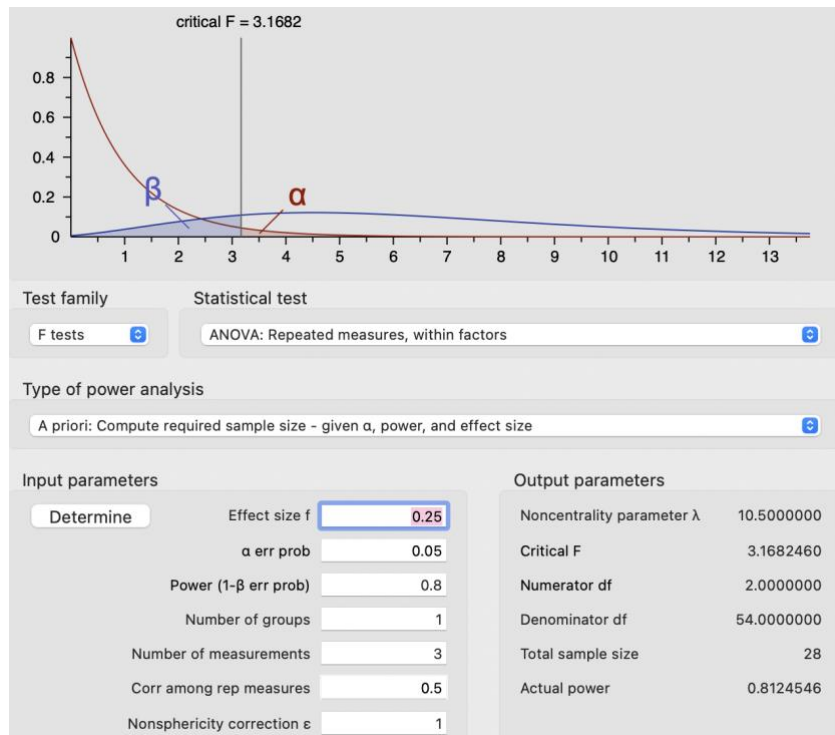 critical F = 3.1682
0.8
0.6
0.4
0.2
0
β
α
1 2 3 4 5 6 7 8 9 10 11 12 13
Test family Statistical test
F tests ANOVA: Repeated measures, within factors
Type of power analysis
A priori: Compute required sample size – given α, power, and effect size
Input parameters Output parameters
Determine Effect size f 0.25 Noncentrality parameter λ 10.5000000
α err prob 0.05 Critical F 3.1682460
Power (1-β err prob) 0.8 Numerator df 2.0000000
Number of groups 1 Denominator df 54.0000000
Number of measurements 3 Total sample size 28
Corr among rep measures 0.5 Actual power 0.8124546
Nonsphericity correction ε 1